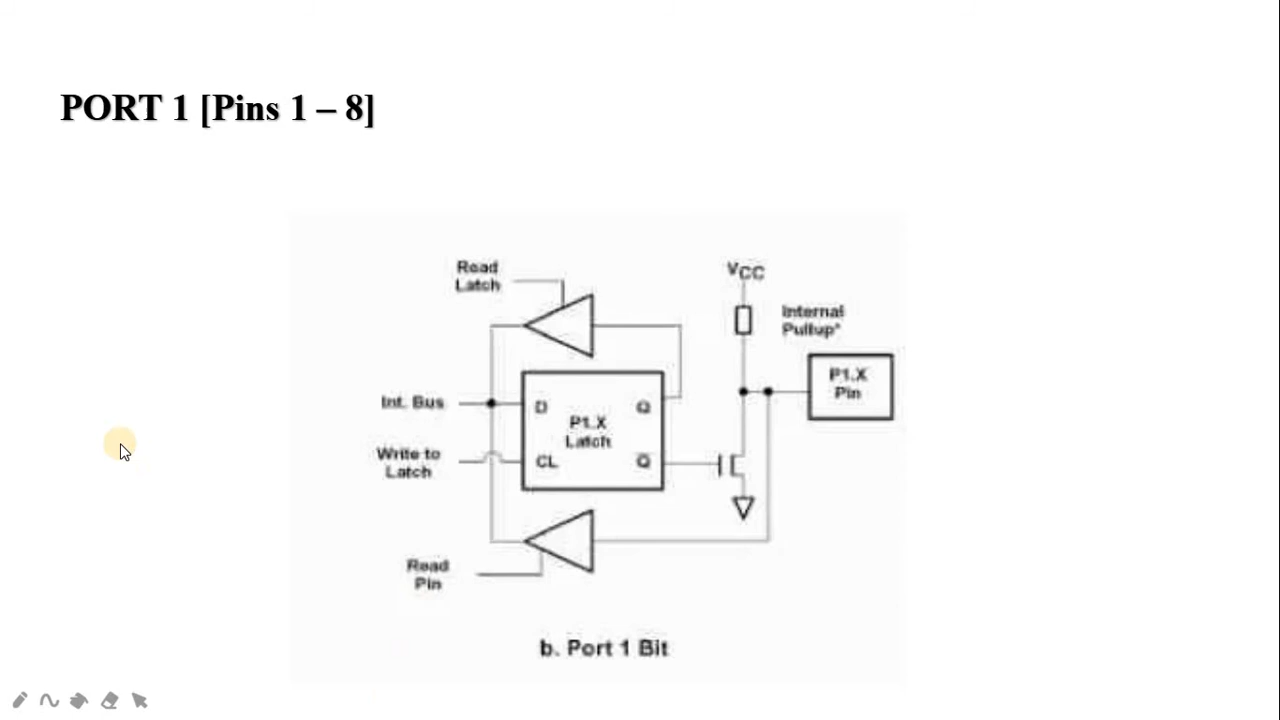 PORT 1 [Pins 1 – 8]
Read
Latch
VCC
Internal
Pullup*
P1.X
Pin
Int. Bus
D
Q
P1.X
Latch
Write to
Latch
CL
Q̅
Read
Pin
b. Port 1 Bit